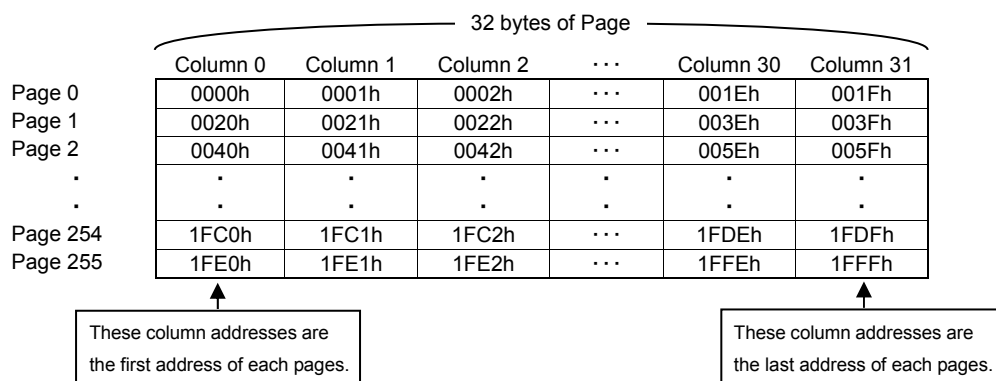 32 bytes of Page
Column 0 Column 1 Column 2 ··· Column 30 Column 31
Page 0 0000h 0001h 0002h ··· 001Eh 001Fh
Page 1 0020h 0021h 0022h ··· 003Eh 003Fh
Page 2 0040h 0041h 0042h ··· 005Eh 005Fh
· · · · · · ·
· · · · · · ·
Page 254 1FC0h 1FC1h 1FC2h ··· 1FDEh 1FDFh
Page 255 1FE0h 1FE1h 1FE2h ··· 1FFEh 1FFFh
These column addresses are
the first address of each pages.
These column addresses are
the last address of each pages.